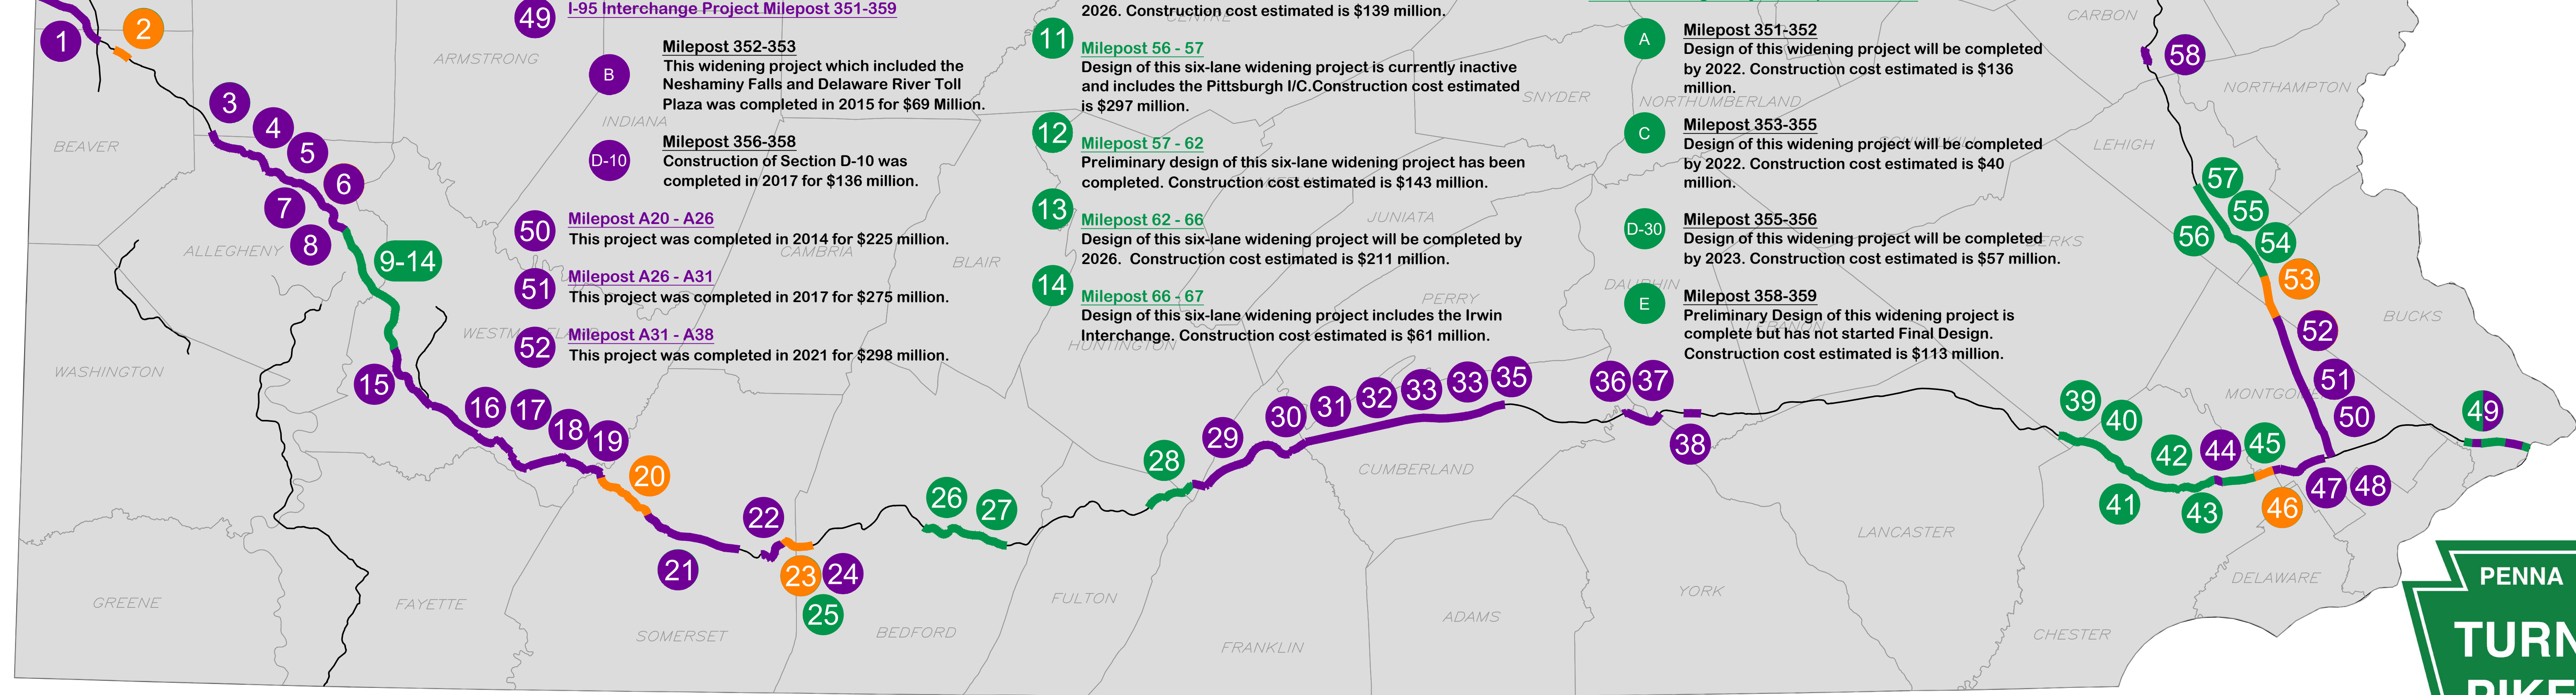 49
I-95 Interchange Project Milepost 351-359
B
Milepost 352-353
This widening project which included the
Neshaminy Falls and Delaware River Toll
Plaza was completed in 2015 for $69 Million.
D-10
Milepost 356-358
Construction of Section D-10 was
completed in 2017 for $136 million.
50
Milepost A20 - A26
This project was completed in 2014 for $225 million.
51
Milepost A26 - A31
This project was completed in 2017 for $275 million.
52
Milepost A31 - A38
This project was completed in 2021 for $298 million.
2026. Construction cost estimated is $139 million.
11
Milepost 56 - 57
Design of this six-lane widening project is currently inactive
and includes the Pittsburgh I/C.Construction cost estimated
is $297 million.
12
Milepost 57 - 62
Preliminary design of this six-lane widening project has been
completed. Construction cost estimated is $143 million.
13
Milepost 62 - 66
Design of this six-lane widening project will be completed by
2026. Construction cost estimated is $211 million.
14
Milepost 66 - 67
Design of this six-lane widening project includes the Irwin
Interchange. Construction cost estimated is $61 million.
A
Milepost 351-352
Design of this widening project will be completed
by 2022. Construction cost estimated is $136
million.
C
Milepost 353-355
Design of this widening project will be completed
by 2022. Construction cost estimated is $40
million.
D-30
Milepost 355-356
Design of this widening project will be completed
by 2023. Construction cost estimated is $57 million.
E
Milepost 358-359
Preliminary Design of this widening project is
complete but has not started Final Design.
Construction cost estimated is $113 million.
1
2
3
4
5
6
7
8
9-14
15
16
17
18
19
20
21
22
23
24
25
26
27
28
29
30
31
32
33
33
35
36
37
38
39
40
41
42
43
44
45
46
47
48
49
50
51
52
53
54
55
56
57
58
BEAVER
ARMSTRONG
INDIANA
ALLEGHENY
WASHINGTON
GREENE
FAYETTE
SOMERSET
CAMBRIA
BLAIR
BEDFORD
CENTRE
HUNTINGTON
FULTON
FRANKLIN
SNYDER
NORTHUMBERLAND
JUNIATA
PERRY
DAUPHIN
CUMBERLAND
ADAMS
YORK
LEBANON
LANCASTER
BERKS
CARBON
LEHIGH
NORTHAMPTON
BUCKS
CHESTER
DELAWARE
PENNA
TURN
PIKE